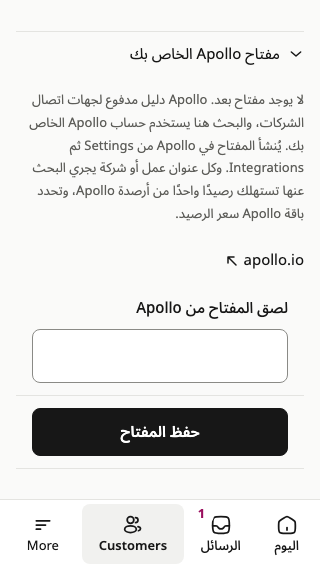 مفتاح Apollo الخاص بك
لا يوجد مفتاح بعد. Apollo دليل مدفوع لجهات اتصال
الشركات، والبحث هنا يستخدم حساب Apollo الخاص
بك. يُنشأ المفتاح في Apollo من Settings ثم
Integrations. وكل عنوان عمل أو شركة يجري البحث
عنها تستهلك رصيدًا واحدًا من أرصدة Apollo، وتحدد
باقة Apollo سعر الرصيد.
apollo.io
لصق المفتاح من Apollo
حفظ المفتاح
اليوم
1
الرسائل
Customers
More